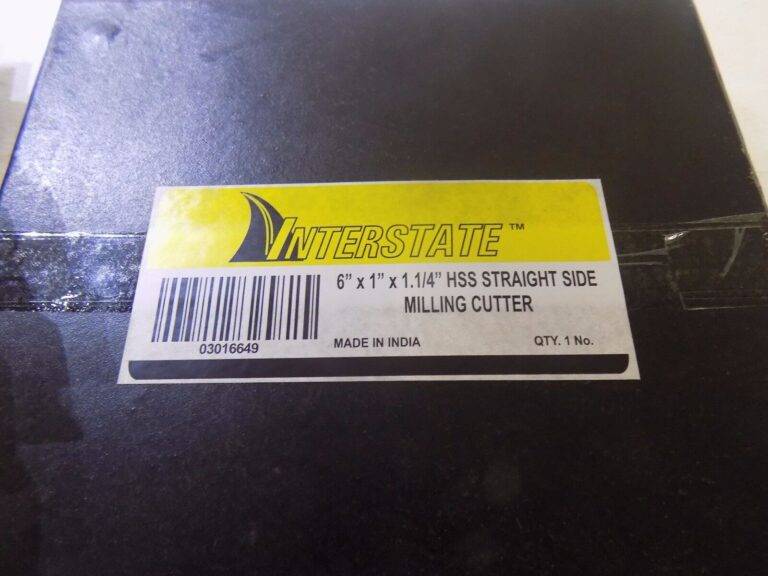 INTERSTATE™
6” x 1” x 1.1/4” HSS STRAIGHT SIDE
MILLING CUTTER
03016649
MADE IN INDIA QTY. 1 No.